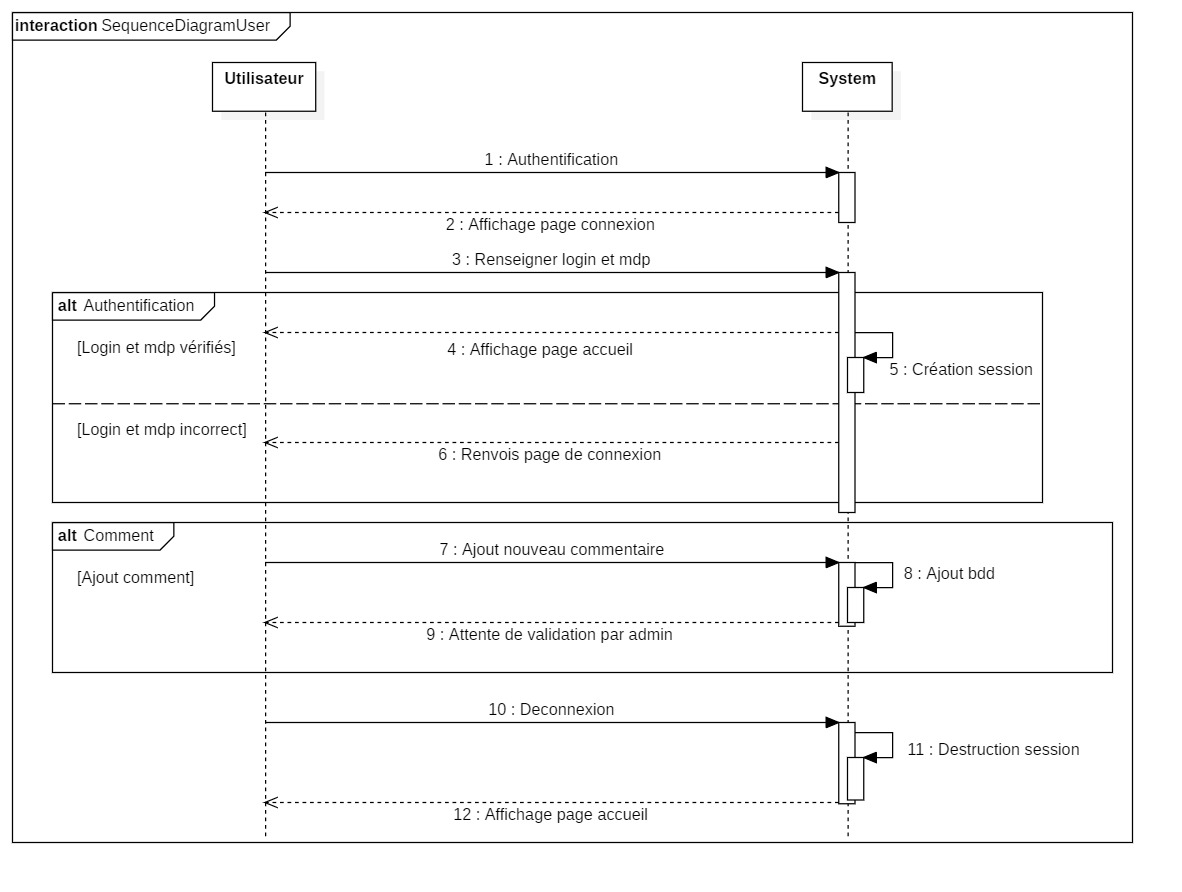 interaction SequenceDiagramUser
Utilisateur
System
1 : Authentification
2 : Affichage page connexion
3 : Renseigner login et mdp
alt Authentification
[Login et mdp vérifiés]
4 : Affichage page accueil
5 : Création session
[Login et mdp incorrect]
6 : Renvois page de connexion
alt Comment
7 : Ajout nouveau commentaire
[Ajout comment]
8 : Ajout bdd
9 : Attente de validation par admin
10 : Deconnexion
11 : Destruction session
12 : Affichage page accueil